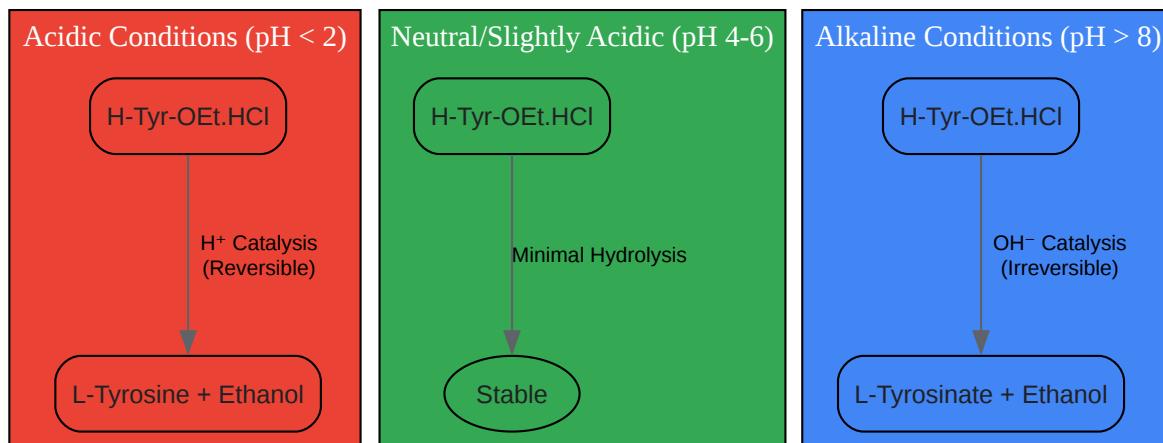 Acidic Conditions (pH < 2)
H-Tyr-OEt.HCl
H⁺ Catalysis
(Reversible)
L-Tyrosine + Ethanol
Neutral/Slightly Acidic (pH 4-6)
H-Tyr-OEt.HCl
Minimal Hydrolysis
Stable
Alkaline Conditions (pH > 8)
H-Tyr-OEt.HCl
OH⁻ Catalysis
(Irreversible)
L-Tyrosinate + Ethanol